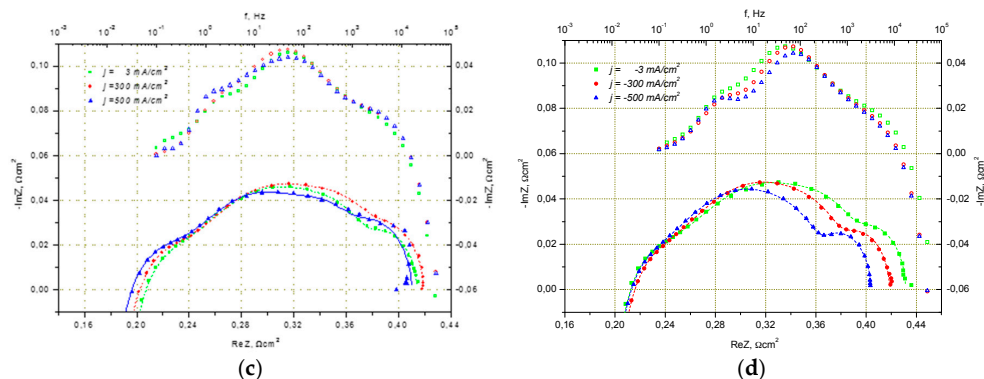 f, Hz
10⁻³ 10⁻² 10⁻¹ 10⁰ 10¹ 10² 10³ 10⁴ 10⁵
j = 3 mA/cm²
j =300 mA/cm²
j =500 mA/cm²
-ImZ, Ωcm²
0,10
0,08
0,06
0,04
0,02
0,00
0,04
0,02
0,00
-0,02
-0,04
-0,06
- ImZ, Ωcm²
0,08 0,12 0,16 0,20 0,24 0,28 0,32 0,36 0,40 0,44
ReZ, Ωcm²
(c)
f, Hz
10⁻³ 10⁻² 10⁻¹ 10⁰ 10¹ 10² 10³ 10⁴ 10⁵
j = -3 mA/cm²
j = -300 mA/cm²
j = -500 mA/cm²
-ImZ, Ωcm²
0,10
0,08
0,06
0,04
0,02
0,00
0,04
0,02
0,00
-0,02
-0,04
-0,06
-ImZ, Ωcm²
0,16 0,20 0,24 0,28 0,32 0,36 0,40 0,44
ReZ, Ωcm²
(d)